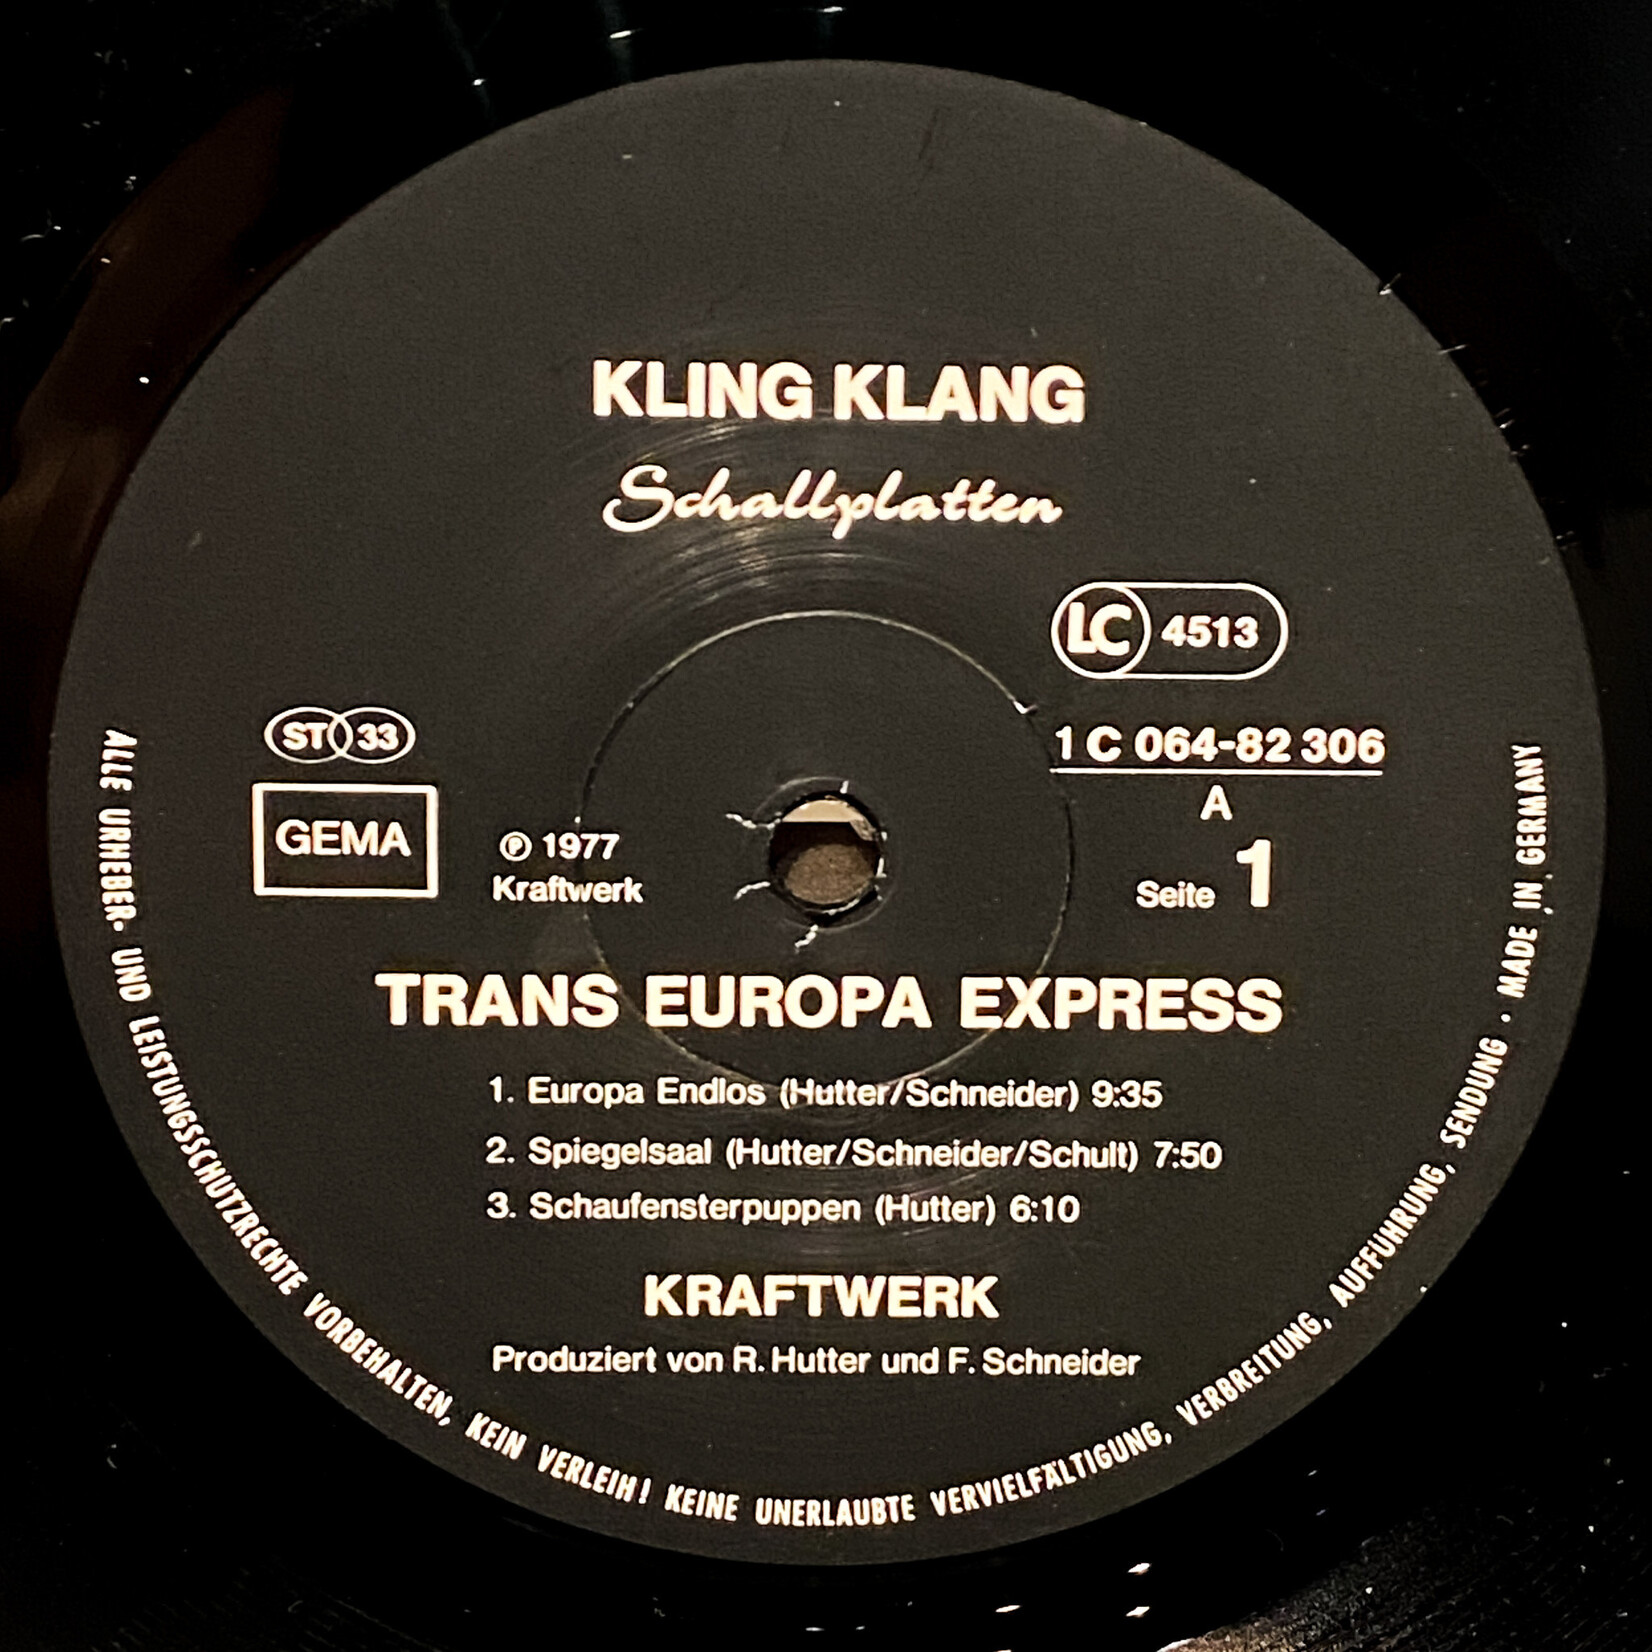 KLING KLANG
Schallplatten
LC 4513
ST 33
1 C 064-82 306
A
GEMA
℗ 1977
Kraftwerk
Seite 1
TRANS EUROPA EXPRESS
1. Europa Endlos (Hutter/Schneider) 9:35
2. Spiegelsaal (Hutter/Schneider/Schult) 7:50
3. Schaufensterpuppen (Hutter) 6:10
KRAFTWERK
Produziert von R. Hutter und F. Schneider
ALLE URHEBER- UND LEISTUNGSSCHUTZRECHTE VORBEHALTEN, KEIN VERLEIH! KEINE UNERLAUBTE VERVIELFÄLTIGUNG, VERBREITUNG, AUFFÜHRUNG, SENDUNG · MADE IN GERMANY